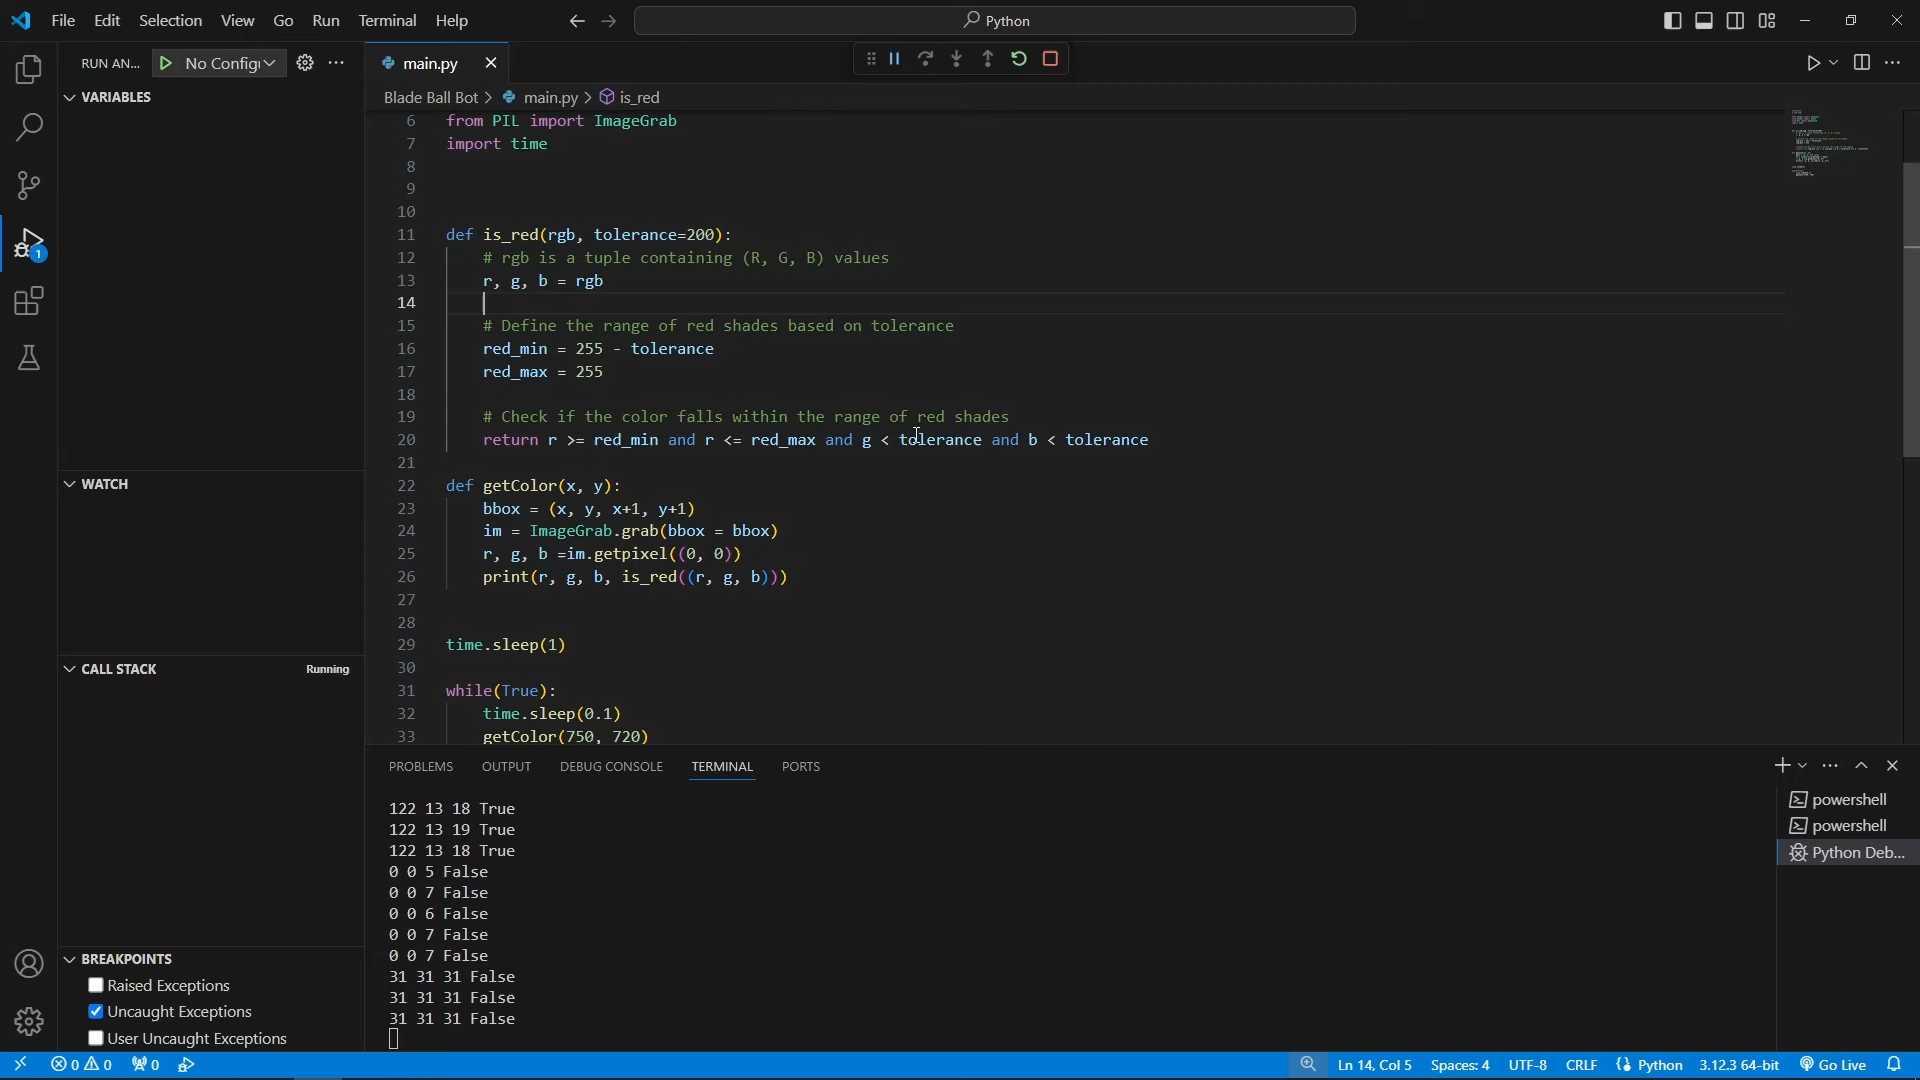 File Edit Selection View Go Run Terminal Help
Python
RUN AN... No Config
main.py
VARIABLES
Blade Ball Bot > main.py > is_red
6 from PIL import ImageGrab
7 import time
8
9
10
11 def is_red(rgb, tolerance=200):
12 # rgb is a tuple containing (R, G, B) values
13 r, g, b = rgb
14
15 # Define the range of red shades based on tolerance
16 red_min = 255 - tolerance
17 red_max = 255
18
19 # Check if the color falls within the range of red shades
20 return r >= red_min and r <= red_max and g < tolerance and b < tolerance
21
22 def getColor(x, y):
23 bbox = (x, y, x+1, y+1)
24 im = ImageGrab.grab(bbox = bbox)
25 r, g, b =im.getpixel((0, 0))
26 print(r, g, b, is_red((r, g, b)))
27
28
29 time.sleep(1)
30
31 while(True):
32 time.sleep(0.1)
33 getColor(750, 720)
WATCH
CALL STACK Running
BREAKPOINTS
Raised Exceptions
Uncaught Exceptions
User Uncaught Exceptions
1
PROBLEMS OUTPUT DEBUG CONSOLE TERMINAL PORTS
122 13 18 True
122 13 19 True
122 13 18 True
0 0 5 False
0 0 7 False
0 0 6 False
0 0 7 False
0 0 7 False
31 31 31 False
31 31 31 False
31 31 31 False
powershell
powershell
Python Deb...
0 0 0 Ln 14, Col 5 Spaces: 4 UTF-8 CRLF Python 3.12.3 64-bit Go Live